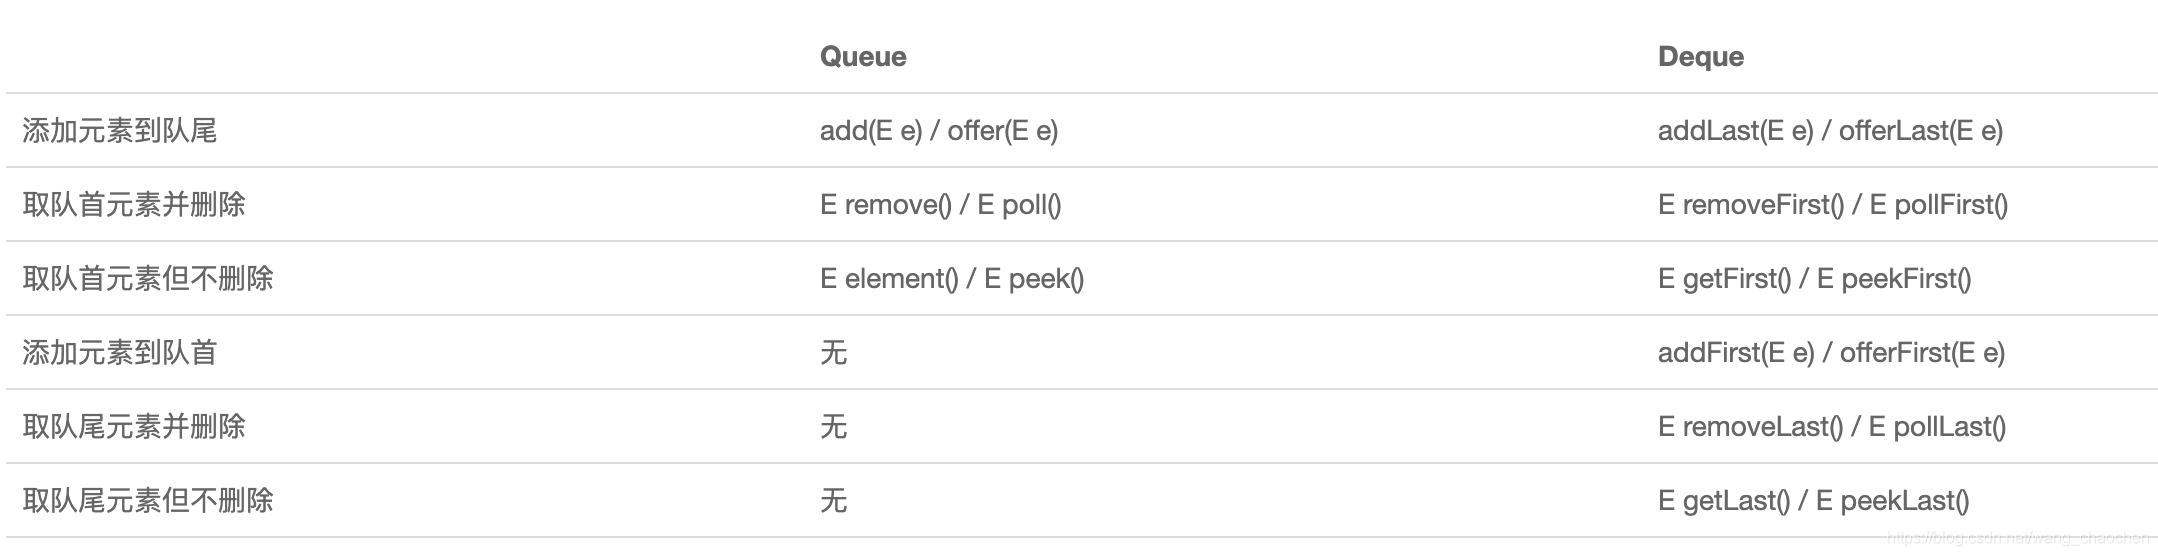 Queue Deque
添加元素到队尾 add(E e) / offer(E e) addLast(E e) / offerLast(E e)
取队首元素并删除 E remove() / E poll() E removeFirst() / E pollFirst()
取队首元素但不删除 E element() / E peek() E getFirst() / E peekFirst()
添加元素到队首 无 addFirst(E e) / offerFirst(E e)
取队尾元素并删除 无 E removeLast() / E pollLast()
取队尾元素但不删除 无 E getLast() / E peekLast()
https://blog.csdn.net/wang_chaochen